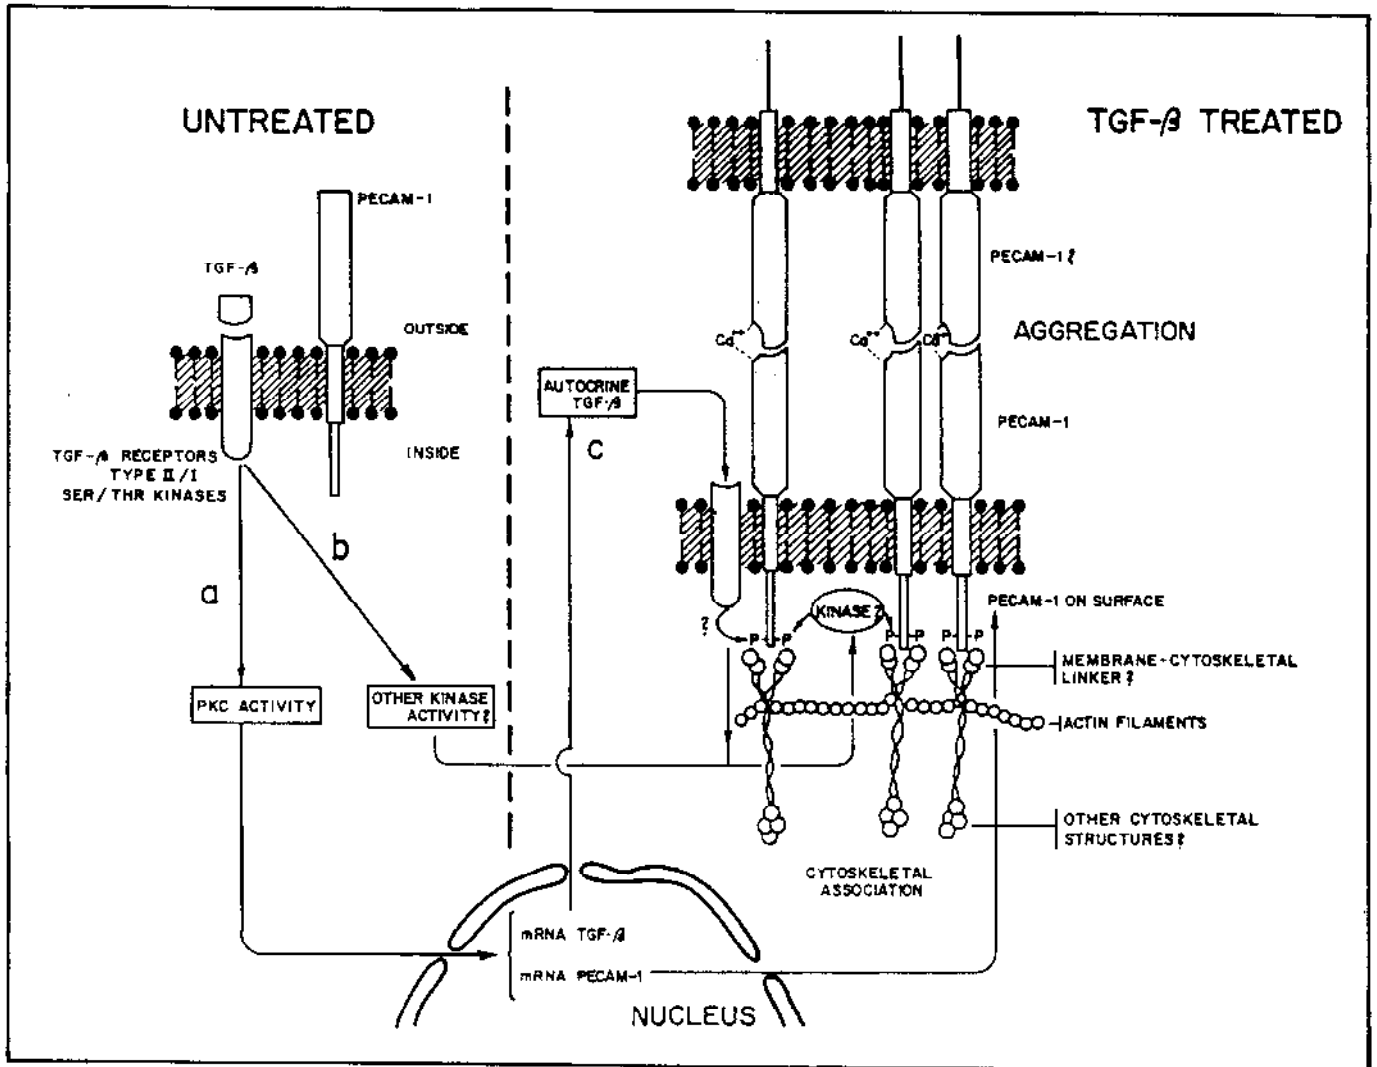 UNTREATED
TGF-β TREATED
PECAM-1
TGF-β
OUTSIDE
INSIDE
TGF-β RECEPTORS
TYPE II/I
SER/THR KINASES
a
b
PKC ACTIVITY
OTHER KINASE
ACTIVITY?
AUTOCRINE
TGF-β
c
PECAM-1?
Ca++
Ca++
Ca++
AGGREGATION
PECAM-1
PECAM-1 ON SURFACE
KINASE?
?
P
P
P
P
P
P
MEMBRANE-CYTOSKELETAL
LINKER?
ACTIN FILAMENTS
OTHER CYTOSKELETAL
STRUCTURES?
CYTOSKELETAL
ASSOCIATION
mRNA TGF-β
mRNA PECAM-1
NUCLEUS